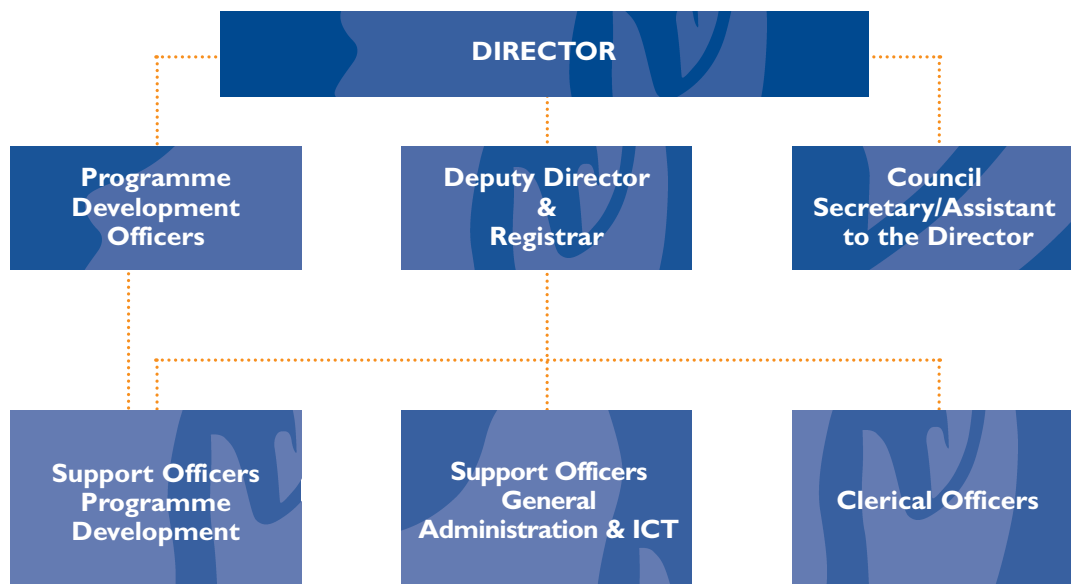 DIRECTOR
Programme
Development
Officers
Deputy Director
&
Registrar
Council
Secretary/Assistant
to the Director
Support Officers
Programme
Development
Support Officers
General
Administration & ICT
Clerical Officers